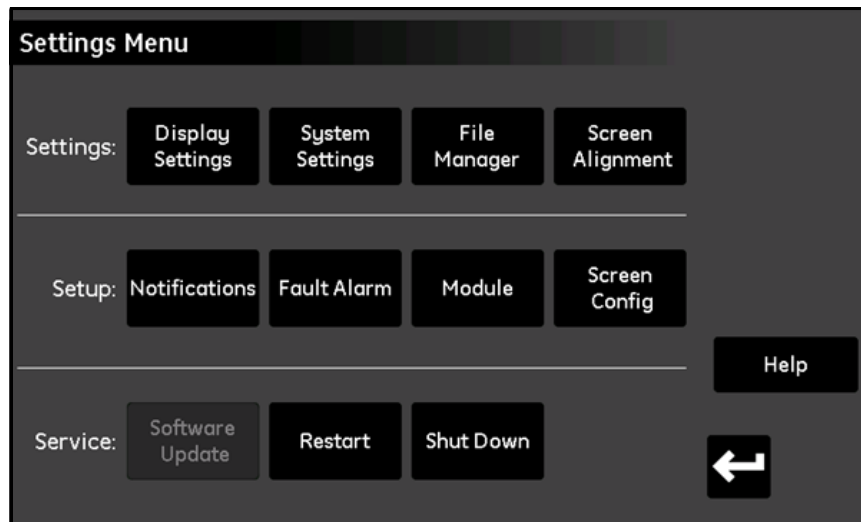 Settings Menu
Settings:
Display
Settings
System
Settings
File
Manager
Screen
Alignment
Setup:
Notifications
Fault Alarm
Module
Screen
Config
Help
Service:
Software
Update
Restart
Shut Down